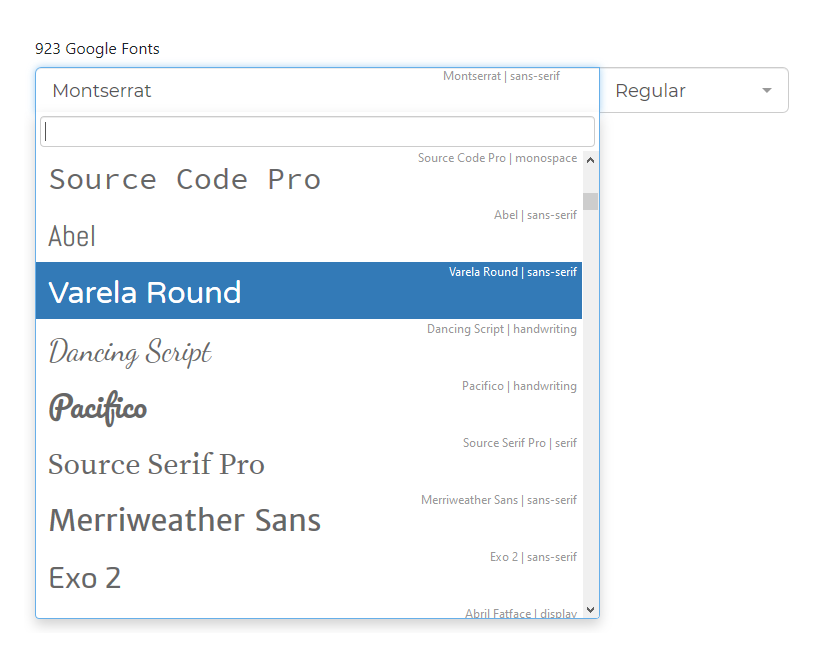 923 Google Fonts
Montserrat
Montserrat | sans-serif
Regular
Source Code Pro
Source Code Pro | monospace
Abel
Abel | sans-serif
Varela Round
Varela Round | sans-serif
Dancing Script
Dancing Script | handwriting
Pacifico
Pacifico | handwriting
Source Serif Pro
Source Serif Pro | serif
Merriweather Sans
Merriweather Sans | sans-serif
Exo 2
Exo 2 | sans-serif
Abril Fatface | display